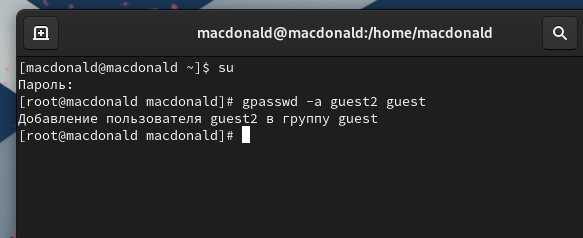 macdonald@macdonald:/home/macdonald
[macdonald@macdonald ~]$ su
Пароль:
[root@macdonald macdonald]# gpasswd -a guest2 guest
Добавление пользователя guest2 в группу guest
[root@macdonald macdonald]#